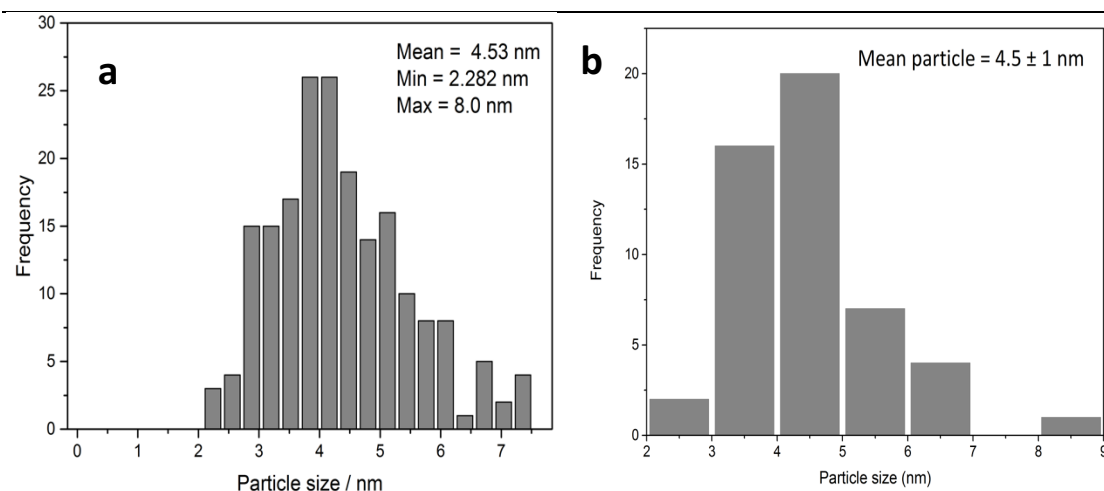 a
Mean = 4.53 nm
Min = 2.282 nm
Max = 8.0 nm
Frequency
30
25
20
15
10
5
0
0 1 2 3 4 5 6 7
Particle size / nm
b
Mean particle = 4.5 ± 1 nm
Frequency
20
15
10
5
0
2 3 4 5 6 7 8 9
Particle size (nm)